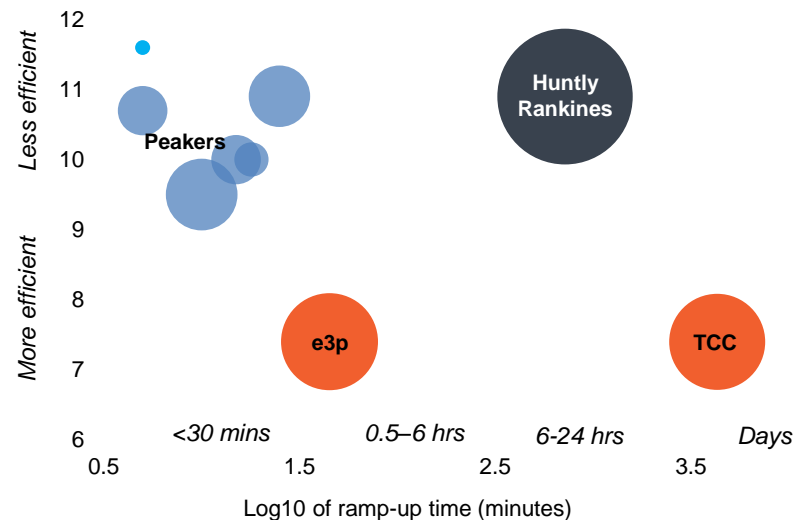 12
11
10
9
8
7
6
Less efficient
More efficient
Peakers
Huntly
Rankines
e3p
TCC
<30 mins
0.5–6 hrs
6-24 hrs
Days
0.5
1.5
2.5
3.5
Log10 of ramp-up time (minutes)